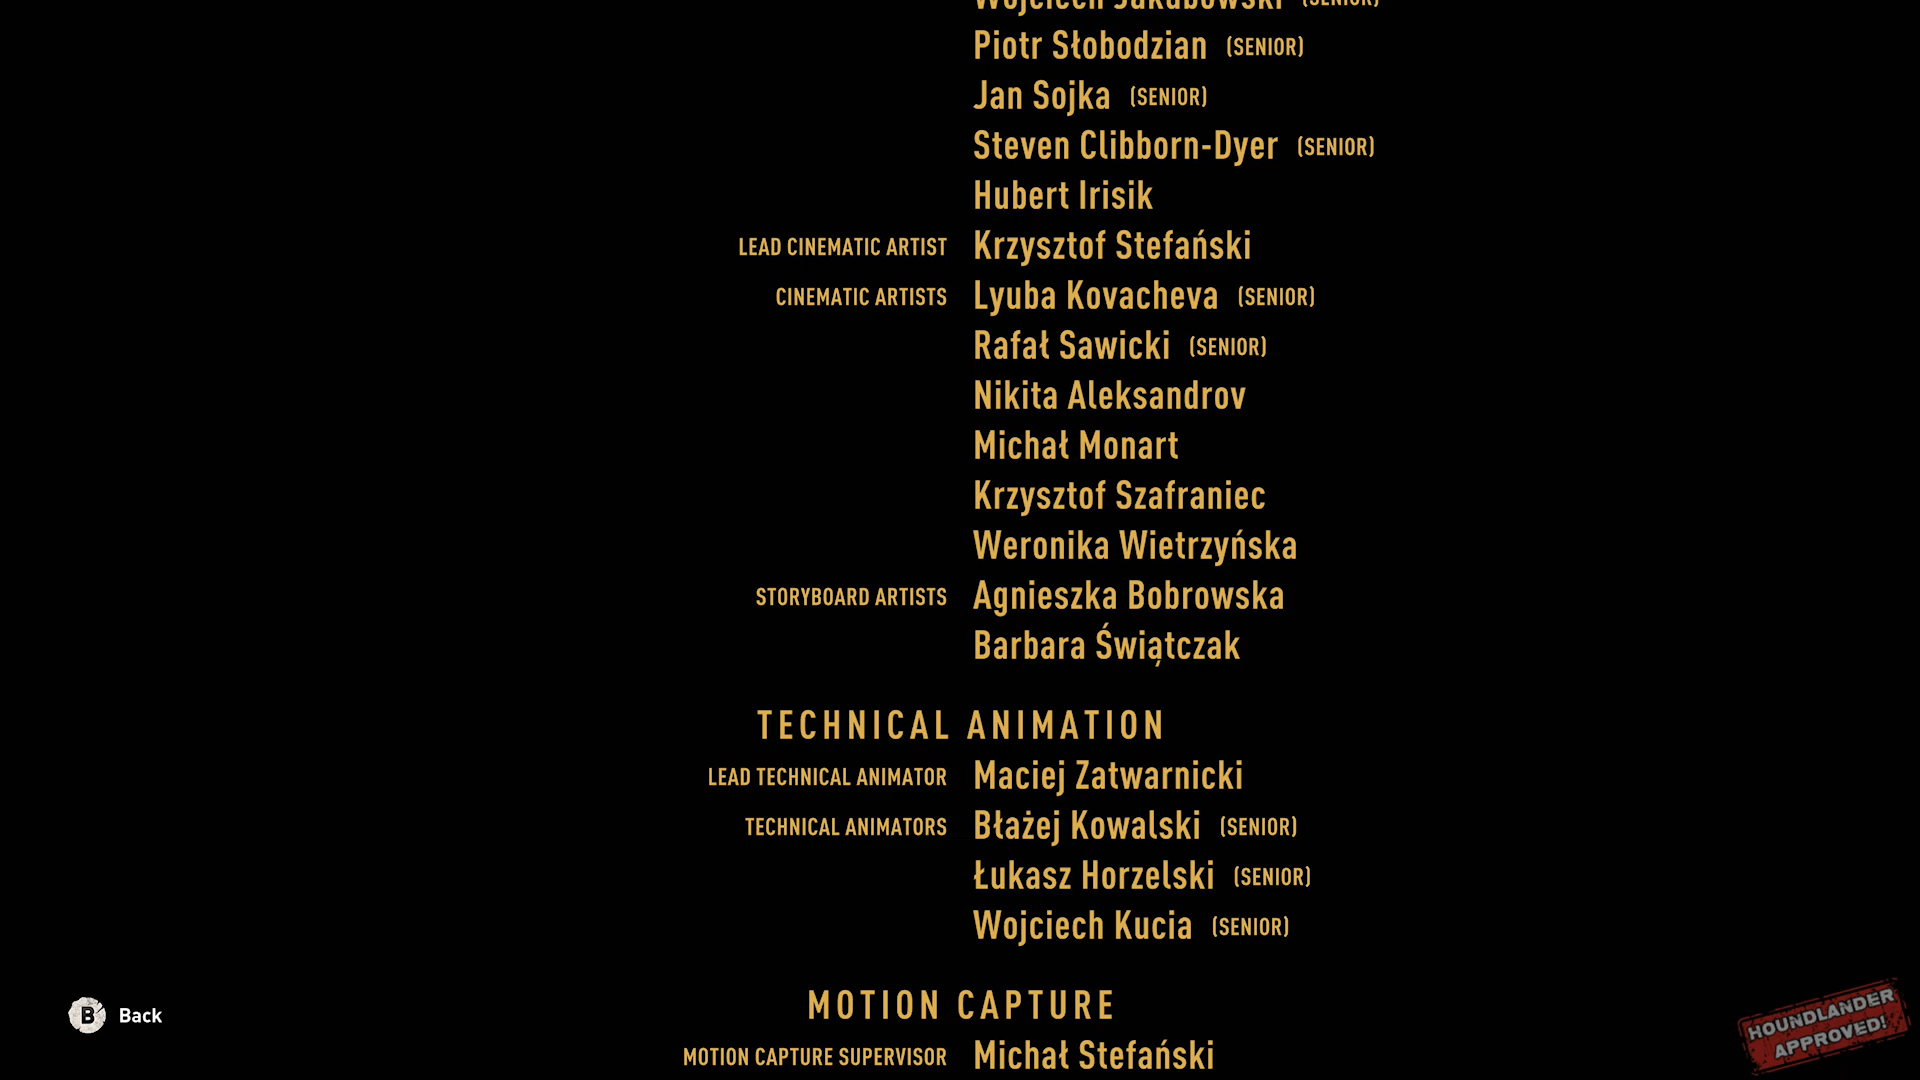 Wojciech Jakubowski (SENIOR)
Piotr Słobodzian (SENIOR)
Jan Sojka (SENIOR)
Steven Clibborn-Dyer (SENIOR)
Hubert Irisik
LEAD CINEMATIC ARTIST Krzysztof Stefański
CINEMATIC ARTISTS Lyuba Kovacheva (SENIOR)
Rafał Sawicki (SENIOR)
Nikita Aleksandrov
Michał Monart
Krzysztof Szafraniec
Weronika Wietrzyńska
STORYBOARD ARTISTS Agnieszka Bobrowska
Barbara Świątczak
TECHNICAL ANIMATION
LEAD TECHNICAL ANIMATOR Maciej Zatwarnicki
TECHNICAL ANIMATORS Błażej Kowalski (SENIOR)
Łukasz Horzelski (SENIOR)
Wojciech Kucia (SENIOR)
MOTION CAPTURE
MOTION CAPTURE SUPERVISOR Michał Stefański
B Back
HOUNDLANDER
APPROVED!